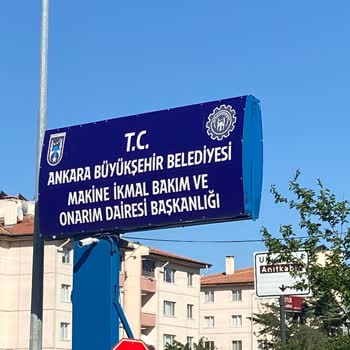 T.C.
ANKARA BÜYÜKŞEHİR BELEDİYESİ
MAKİNE İKMAL BAKIM VE
ONARIM DAİRESİ BAŞKANLIĞI
Anıtkabir